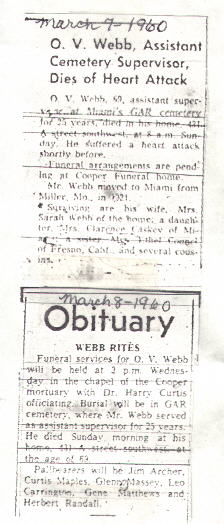 march 7-1960
O. V. Webb, Assistant
Cemetery Supervisor,
Dies of Heart Attack
O. V. Webb, 69, assistant super-
visor at Miami's GAR cemetery
for 25 years, died in his home, 431
A street southwest, at 8 a.m. Sun-
day. He suffered a heart attack
shortly before.
Funeral arrangements are pend-
ing at Cooper Funeral home.
Mr. Webb moved to Miami from
Miller, Mo., in 1921.
Surviving are his wife, Mrs.
Sarah Webb of the home; a daugh-
ter, Mrs. Clarence Caskey of Mi-
a sister, Mrs.
of Fresno, Calif., and several cous-
ins.
march 8-1960
Obituary
WEBB RITES
Funeral services for O. V. Webb
will be held at 2 p.m. Wednes-
day in the chapel of the Cooper
mortuary with Dr. Harry Curtis
officiating. Burial will be in GAR
cemetery, where Mr. Webb served
as assistant supervisor for 25 years.
He died Sunday morning at his
home, 431 A street southwest, at
the age of 69.
Pallbearers will be Jim Archer,
Curtis Maples, Glenn Massey, Leo
Carrington, Gene Matthews and
Herbert Randall.